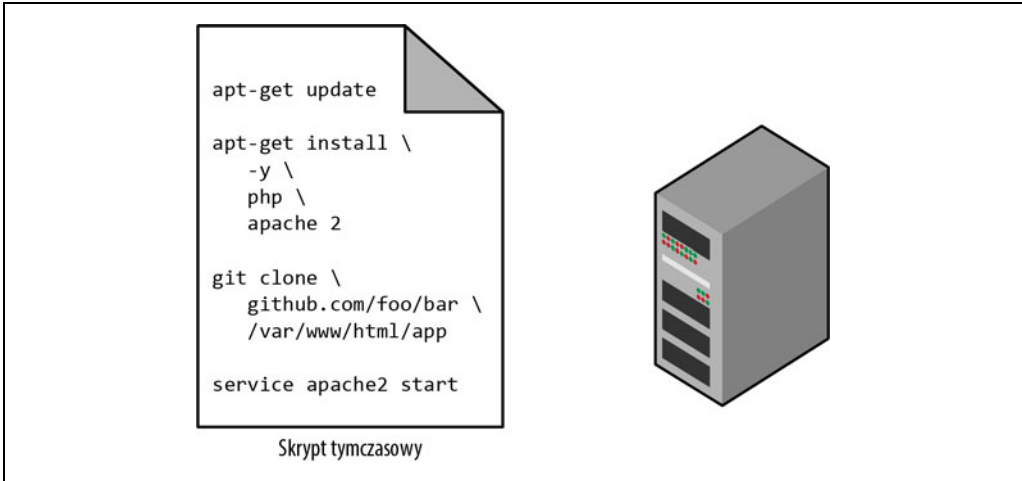 apt-get update
apt-get install \
-y \
php \
apache 2
git clone \
github.com/foo/bar \
/var/www/html/app
service apache2 start
Skrypt tymczasowy